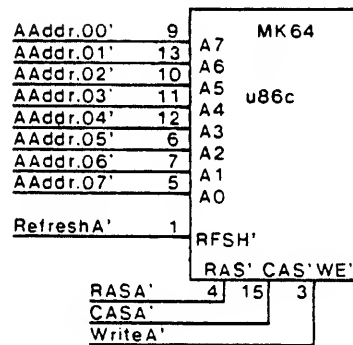 AAddr.00' 9 MK64
AAddr.01' 13 A7
AAddr.02' 10 A6
AAddr.03' 11 A5 u86c
AAddr.04' 12 A4
AAddr.05' 6 A3
AAddr.06' 7 A2
AAddr.07' 5 A1
A0
RefreshA' 1 RFSH'
RAS' CAS' WE'
RASA' 4 15 3
CASA'
WriteA'